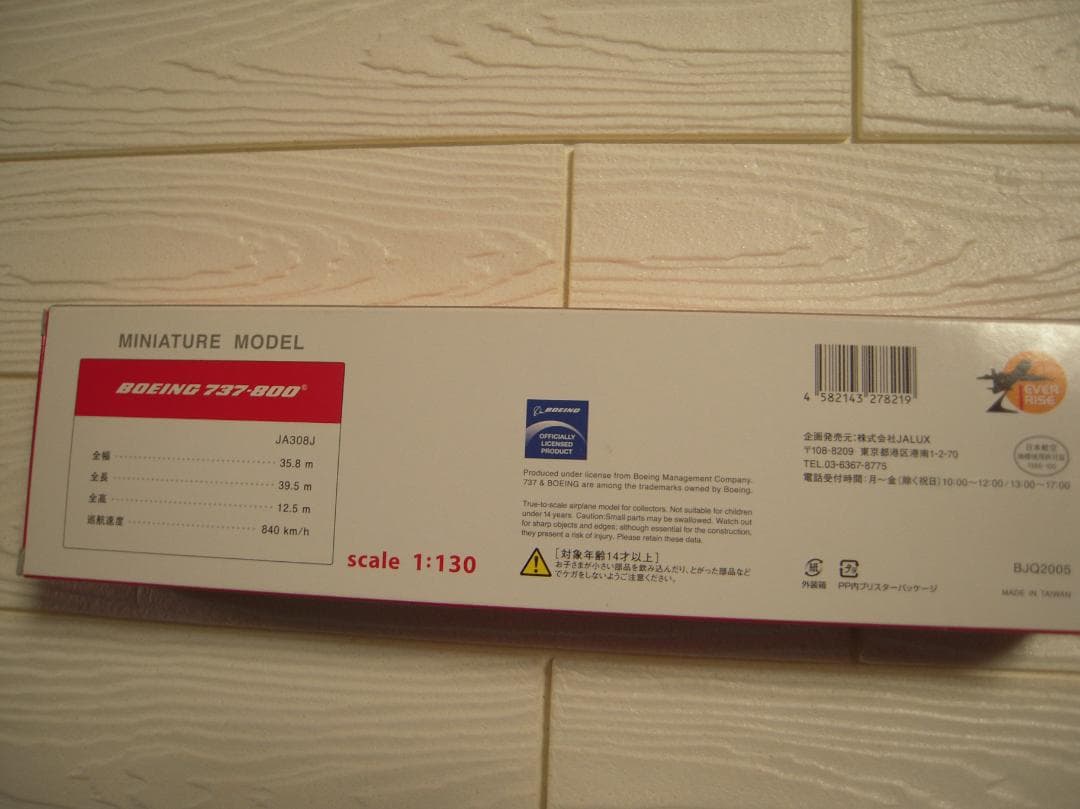 MINIATURE MODEL
BOEING 737-800©
JA308J
全幅 35.8 m
全長 39.5 m
全高 12.5 m
巡航速度 840 km/h
scale 1:130
BOEING
OFFICIALLY
LICENSED
PRODUCT
Produced under license from Boeing Management Company.
737 & BOEING are among the trademarks owned by Boeing.
True-to-scale airplane model for collectors. Not suitable for children
under 14 years. Caution:Small parts may be swallowed. Watch out
for sharp objects and edges; although essential for the construction,
they present a risk of injury. Please retain these data.
[対象年齢14才以上]
お子さまが小さい部品を飲み込んだり、とがった部品など
でケガをしないようご注意ください。
4 582143 278219
EVER
RISE
企画発売元:株式会社JALUX
〒108-8209 東京都港区港南1-2-70
TEL.03-6367-8775
電話受付時間:月~金(除く祝日)10:00~12:00/13:00~17:00
日本航空
紙
外装箱
プラ
PP内ブリスターパッケージ
BJQ2005
MADE IN TAIWAN